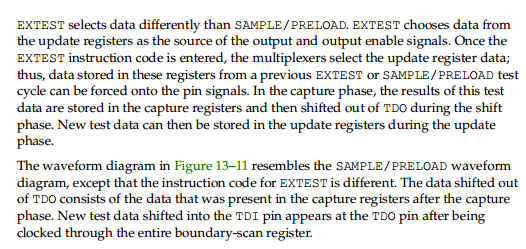 EXTEST selects data differently than SAMPLE/PRELOAD. EXTEST chooses data from
the update registers as the source of the output and output enable signals. Once the
EXTEST instruction code is entered, the multiplexers select the update register data;
thus, data stored in these registers from a previous EXTEST or SAMPLE/PRELOAD test
cycle can be forced onto the pin signals. In the capture phase, the results of this test
data are stored in the capture registers and then shifted out of TDO during the shift
phase. New test data can then be stored in the update registers during the update
phase.
The waveform diagram in Figure 13–11 resembles the SAMPLE/PRELOAD waveform
diagram, except that the instruction code for EXTEST is different. The data shifted out
of TDO consists of the data that was present in the capture registers after the capture
phase. New test data shifted into the TDI pin appears at the TDO pin after being
clocked through the entire boundary-scan register.